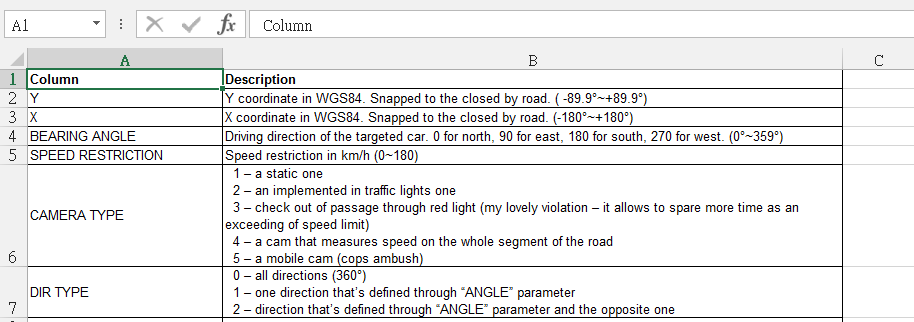 A1
fx
Column
A
B
C
1
Column
Description
2
Y
Y coordinate in WGS84. Snapped to the closed by road. ( -89.9°~+89.9°)
3
X
X coordinate in WGS84. Snapped to the closed by road. (-180°~+180°)
4
BEARING ANGLE
Driving direction of the targeted car. 0 for north, 90 for east, 180 for south, 270 for west. (0°~359°)
5
SPEED RESTRICTION
Speed restriction in km/h (0~180)
6
CAMERA TYPE
1 – a static one
2 – an implemented in traffic lights one
3 – check out of passage through red light (my lovely violation – it allows to spare more time as an
exceeding of speed limit)
4 – a cam that measures speed on the whole segment of the road
5 – a mobile cam (cops ambush)
7
DIR TYPE
0 – all directions (360°)
1 – one direction that's defined through “ANGLE” parameter
2 – direction that's defined through “ANGLE” parameter and the opposite one